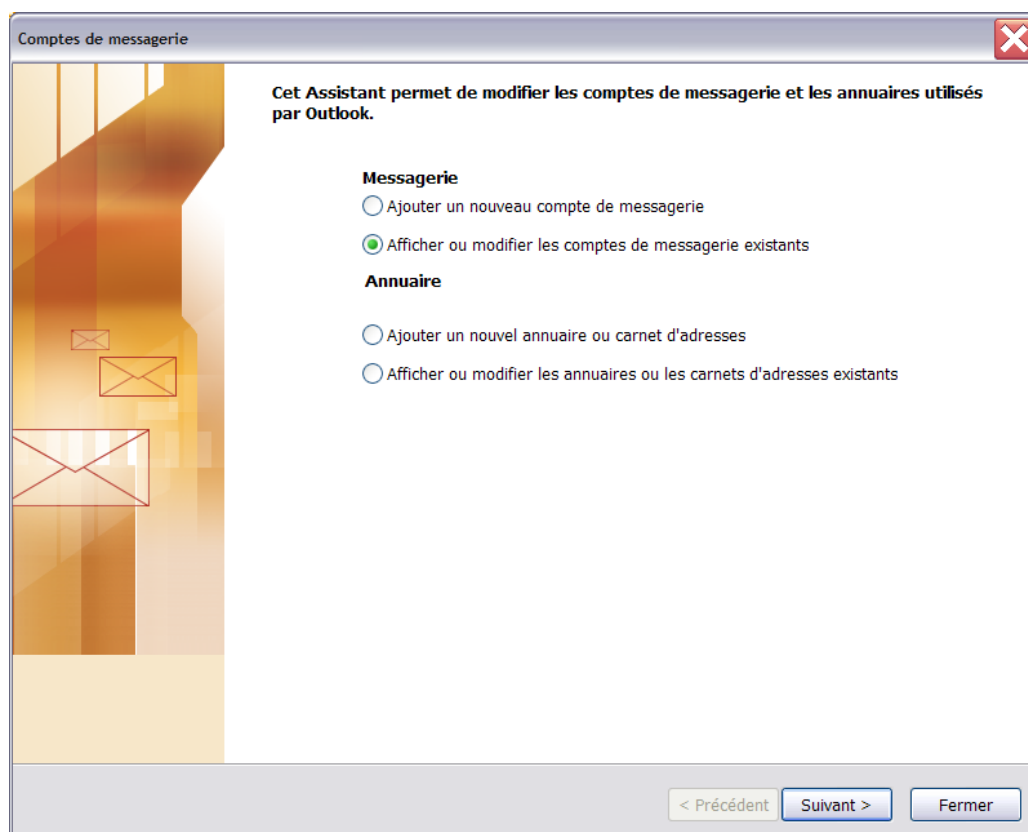 Comptes de messagerie
Cet Assistant permet de modifier les comptes de messagerie et les annuaires utilisés
par Outlook.
Messagerie
Ajouter un nouveau compte de messagerie
Afficher ou modifier les comptes de messagerie existants
Annuaire
Ajouter un nouvel annuaire ou carnet d'adresses
Afficher ou modifier les annuaires ou les carnets d'adresses existants
< Précédent Suivant > Fermer